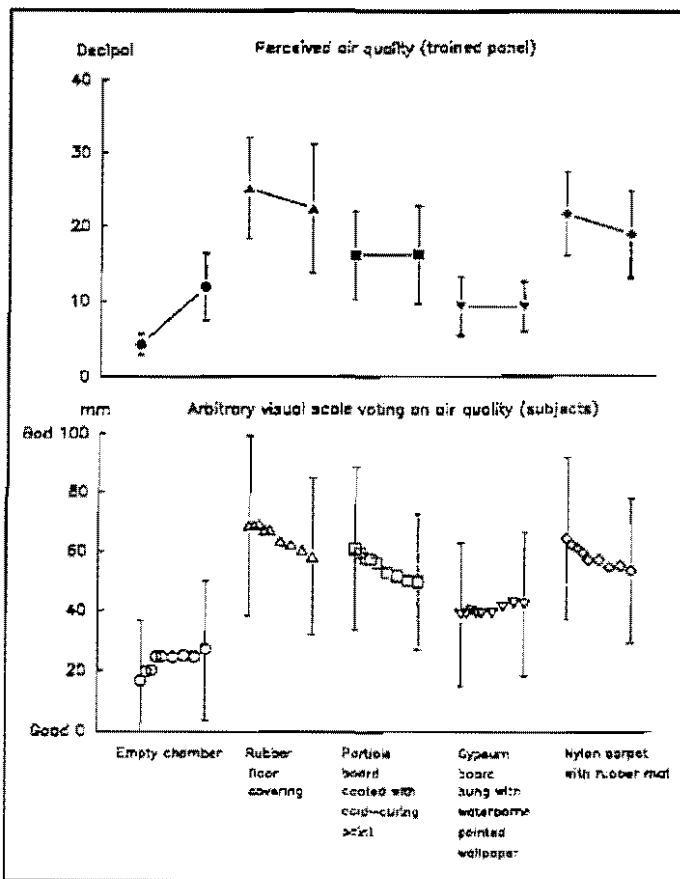 Decipol Perceived air quality (trained panel)
40
30
20
10
0
mm Arbitrary visual scale voting on air quality (subjects)
Bad 100
80
60
40
20
Good 0
Empty chamber
Rubber
floor
covering
Particle
board
coated with
acid-curing
paint
Gypsum
board
hung with
waterborne
painted
wallpaper
Nylon carpet
with rubber mat